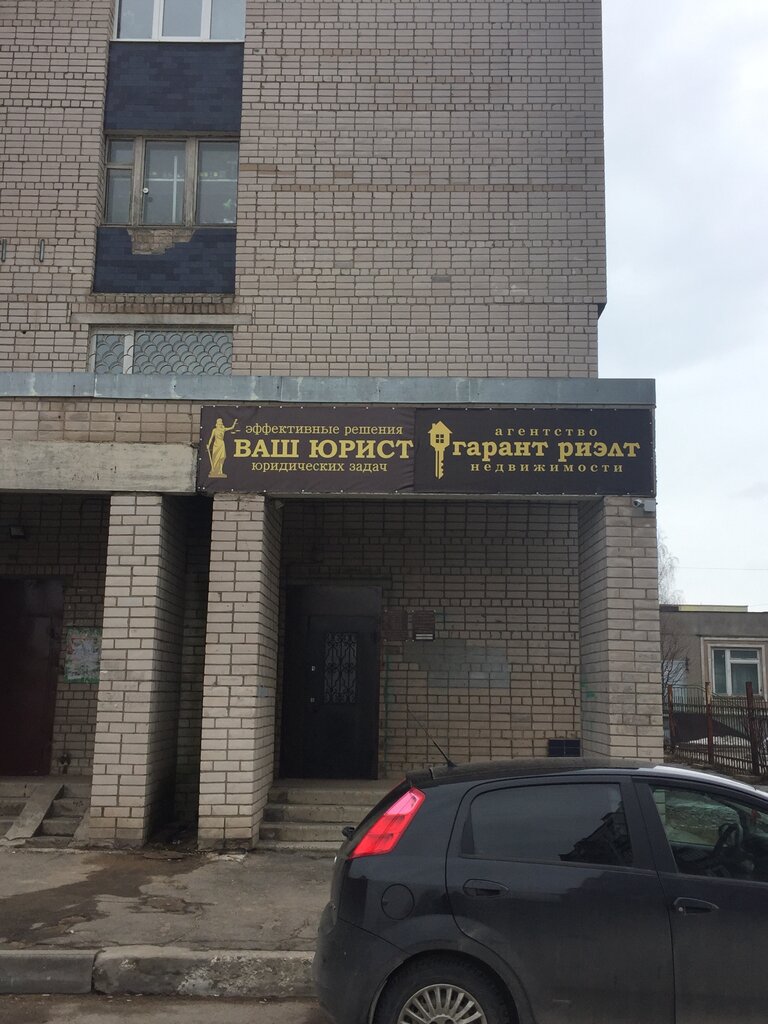 эффективные решения
ВАШ ЮРИСТ
юридических задач
агентство
гарант риэлт
недвижимости